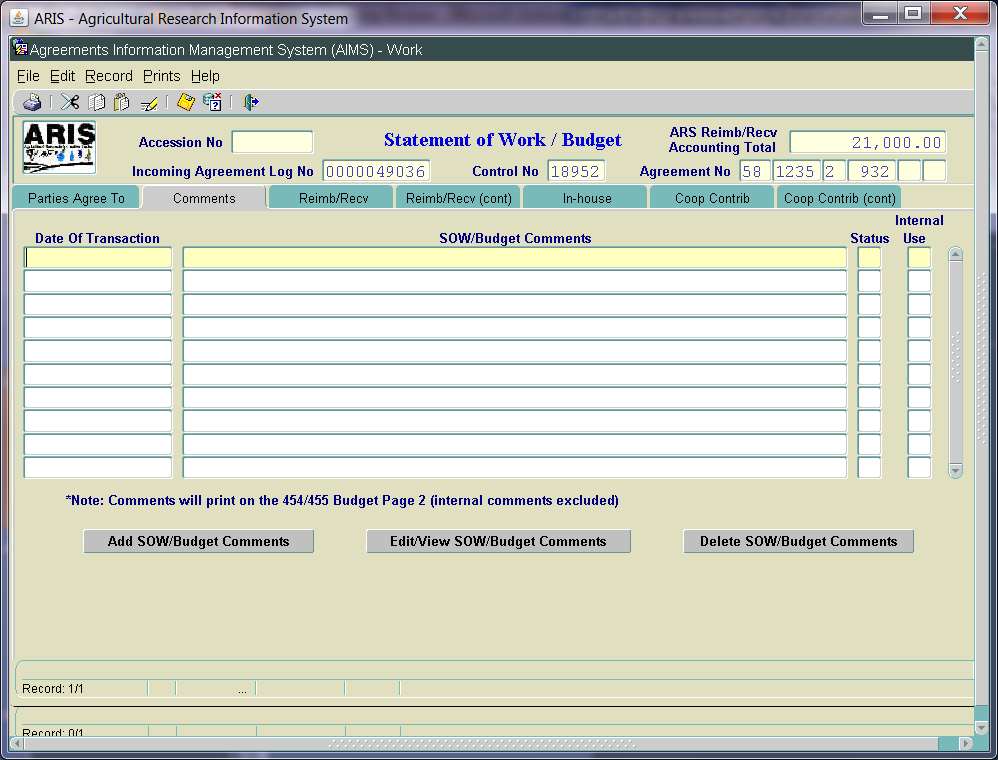 ARIS - Agricultural Research Information System
Agreements Information Management System (AIMS) - Work
File Edit Record Prints Help
ARIS
Accession No
Statement of Work / Budget
ARS Reimb/Recv
Accounting Total
21,000.00
Incoming Agreement Log No 0000049036 Control No 18952 Agreement No 58 1235 2 932
Parties Agree To Comments Reimb/Recv Reimb/Recv (cont) In-house Coop Contrib Coop Contrib (cont)
Internal
Date Of Transaction SOW/Budget Comments Status Use
*Note: Comments will print on the 454/455 Budget Page 2 (internal comments excluded)
Add SOW/Budget Comments Edit/View SOW/Budget Comments Delete SOW/Budget Comments
Record: 1/1 ...
Record: 0/1